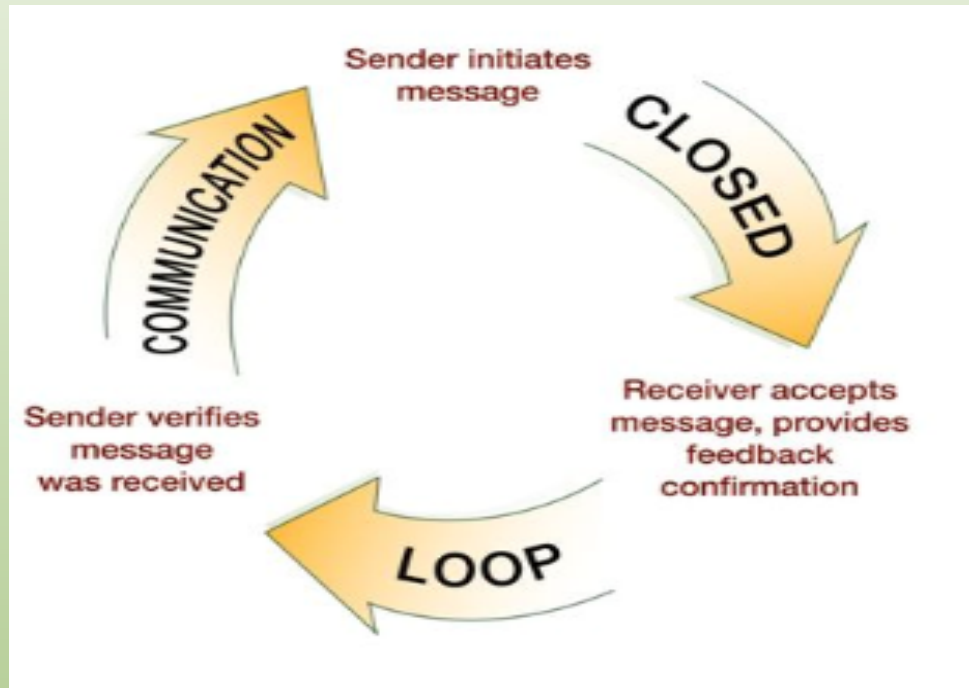 Sender initiates
message
CLOSED
Receiver accepts
message, provides
feedback
confirmation
LOOP
Sender verifies
message
was received
COMMUNICATION